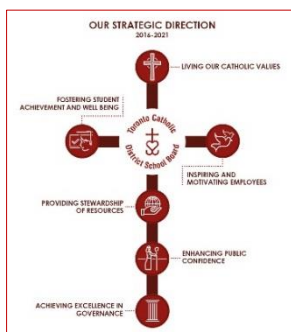 OUR STRATEGIC DIRECTION
2016-2021
LIVING OUR CATHOLIC VALUES
FOSTERING STUDENT
ACHIEVEMENT AND WELL BEING
Toronto Catholic
District School Board
INSPIRING AND
MOTIVATING EMPLOYEES
PROVIDING STEWARDSHIP
OF RESOURCES
ENHANCING PUBLIC
CONFIDENCE
ACHIEVING EXCELLENCE IN
GOVERNANCE